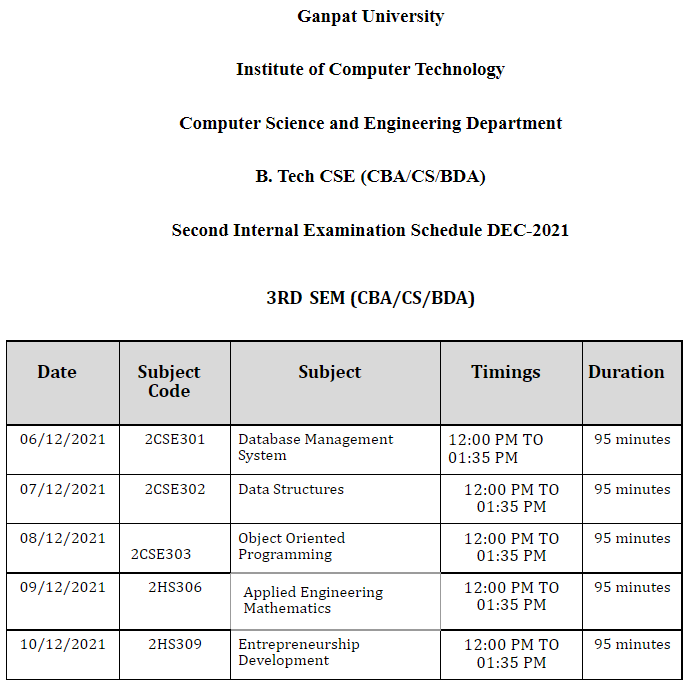 Ganpat University
Institute of Computer Technology
Computer Science and Engineering Department
B. Tech CSE (CBA/CS/BDA)
Second Internal Examination Schedule DEC-2021
3RD SEM (CBA/CS/BDA)
Date Subject Code Subject Timings Duration
06/12/2021 2CSE301 Database Management System 12:00 PM TO 01:35 PM 95 minutes
07/12/2021 2CSE302 Data Structures 12:00 PM TO 01:35 PM 95 minutes
08/12/2021 2CSE303 Object Oriented Programming 12:00 PM TO 01:35 PM 95 minutes
09/12/2021 2HS306 Applied Engineering Mathematics 12:00 PM TO 01:35 PM 95 minutes
10/12/2021 2HS309 Entrepreneurship Development 12:00 PM TO 01:35 PM 95 minutes